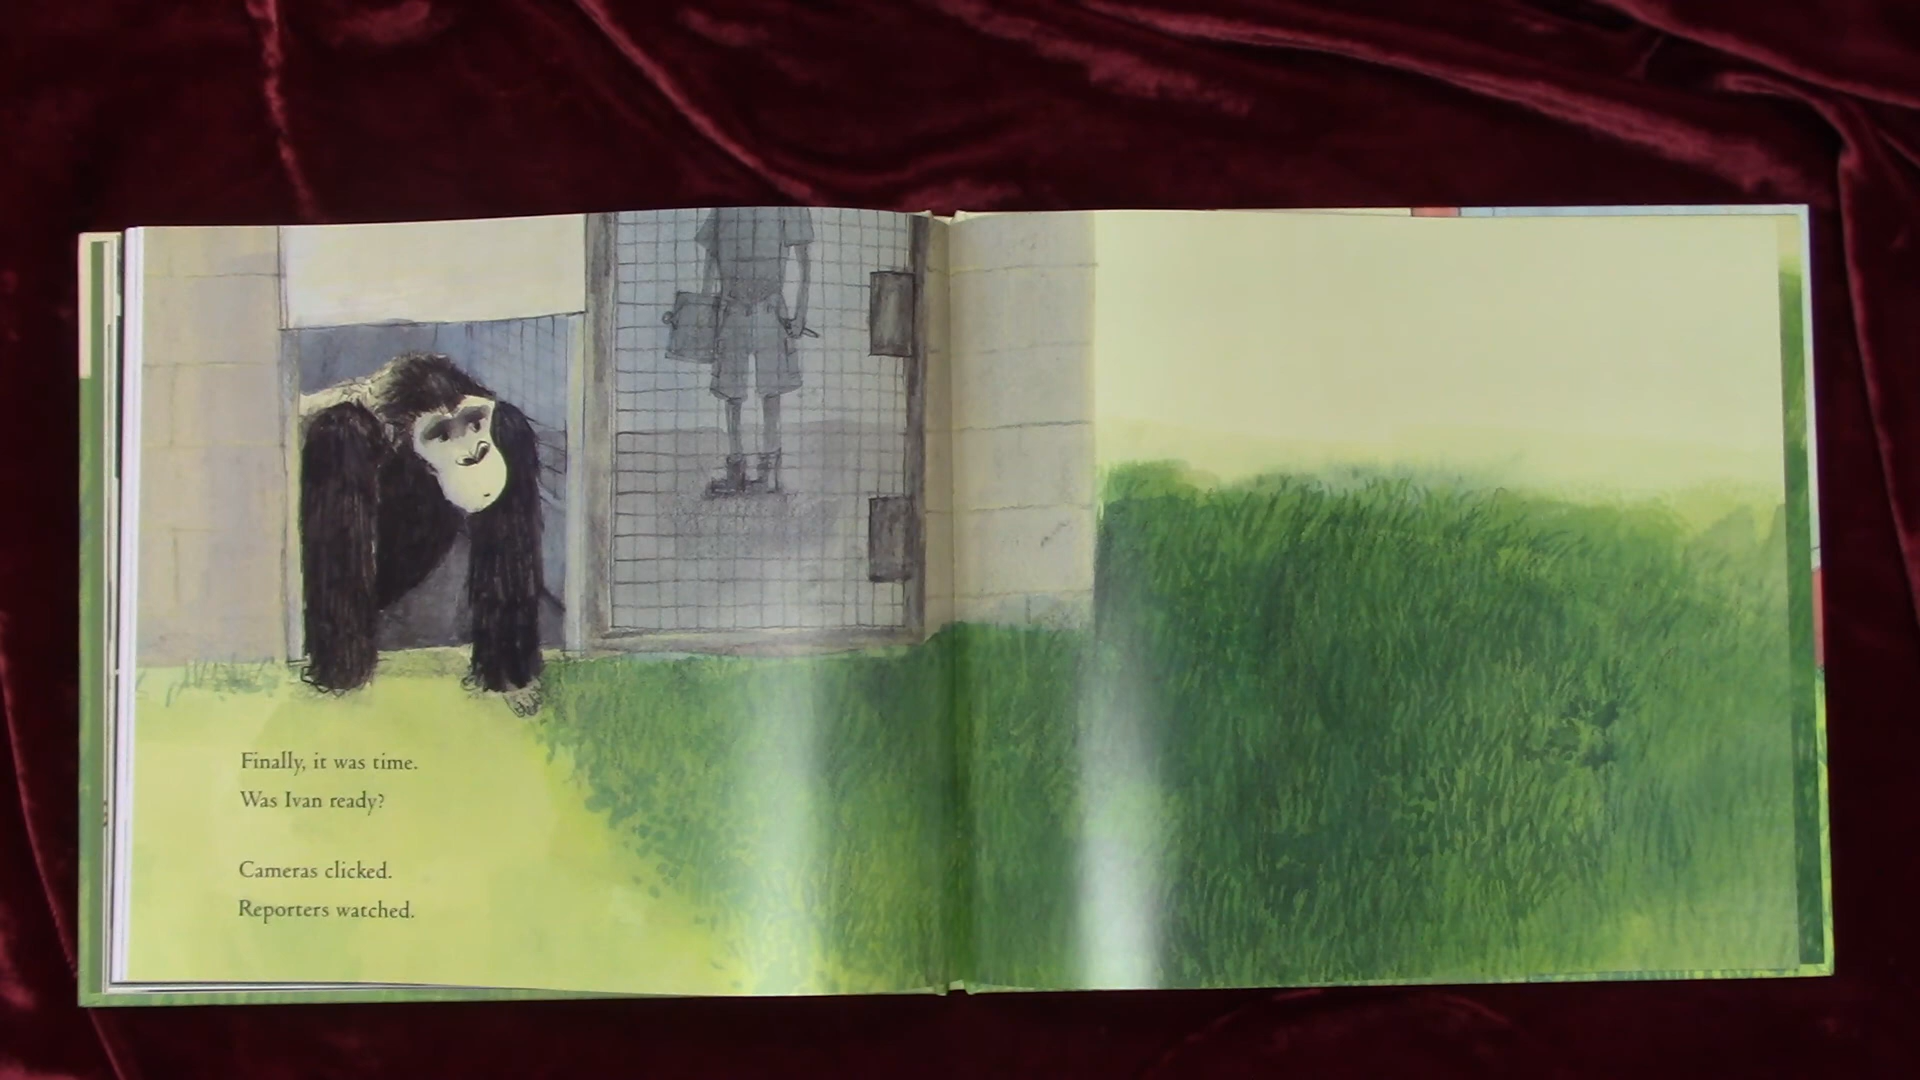 Finally, it was time.
Was Ivan ready?
Cameras clicked.
Reporters watched.